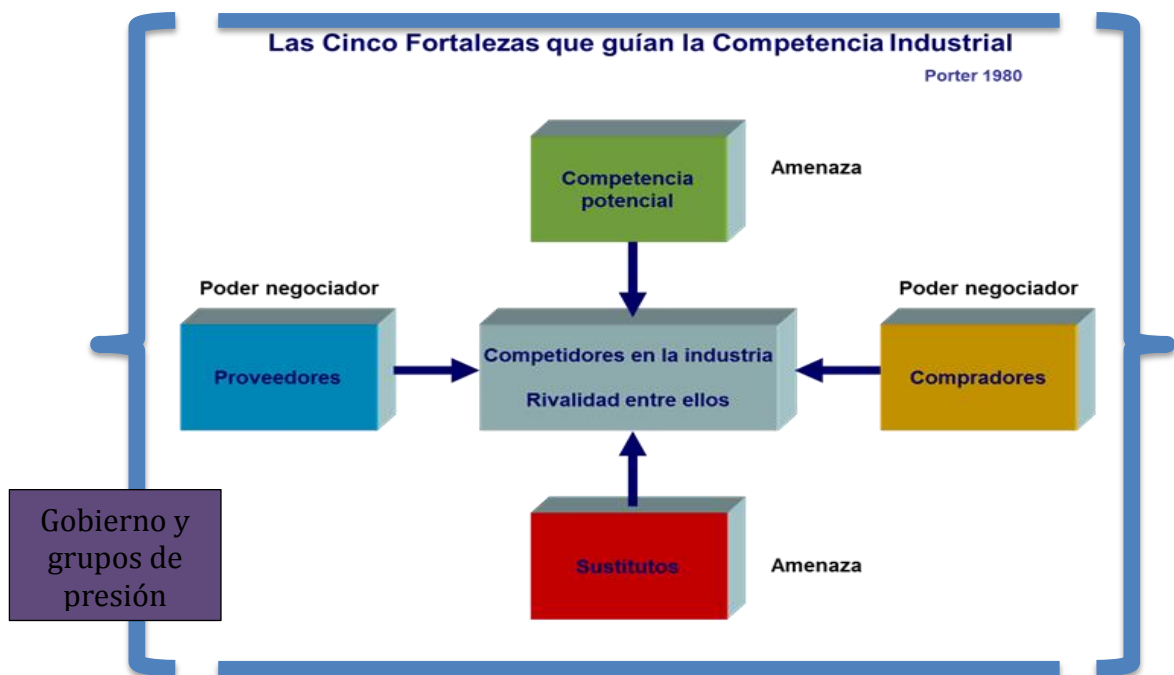 Las Cinco Fortalezas que guían la Competencia Industrial
Porter 1980
Competencia
potencial
Amenaza
Poder negociador
Poder negociador
Proveedores
Competidores en la industria
Rivalidad entre ellos
Compradores
Gobierno y
grupos de
presión
Sustitutos
Amenaza